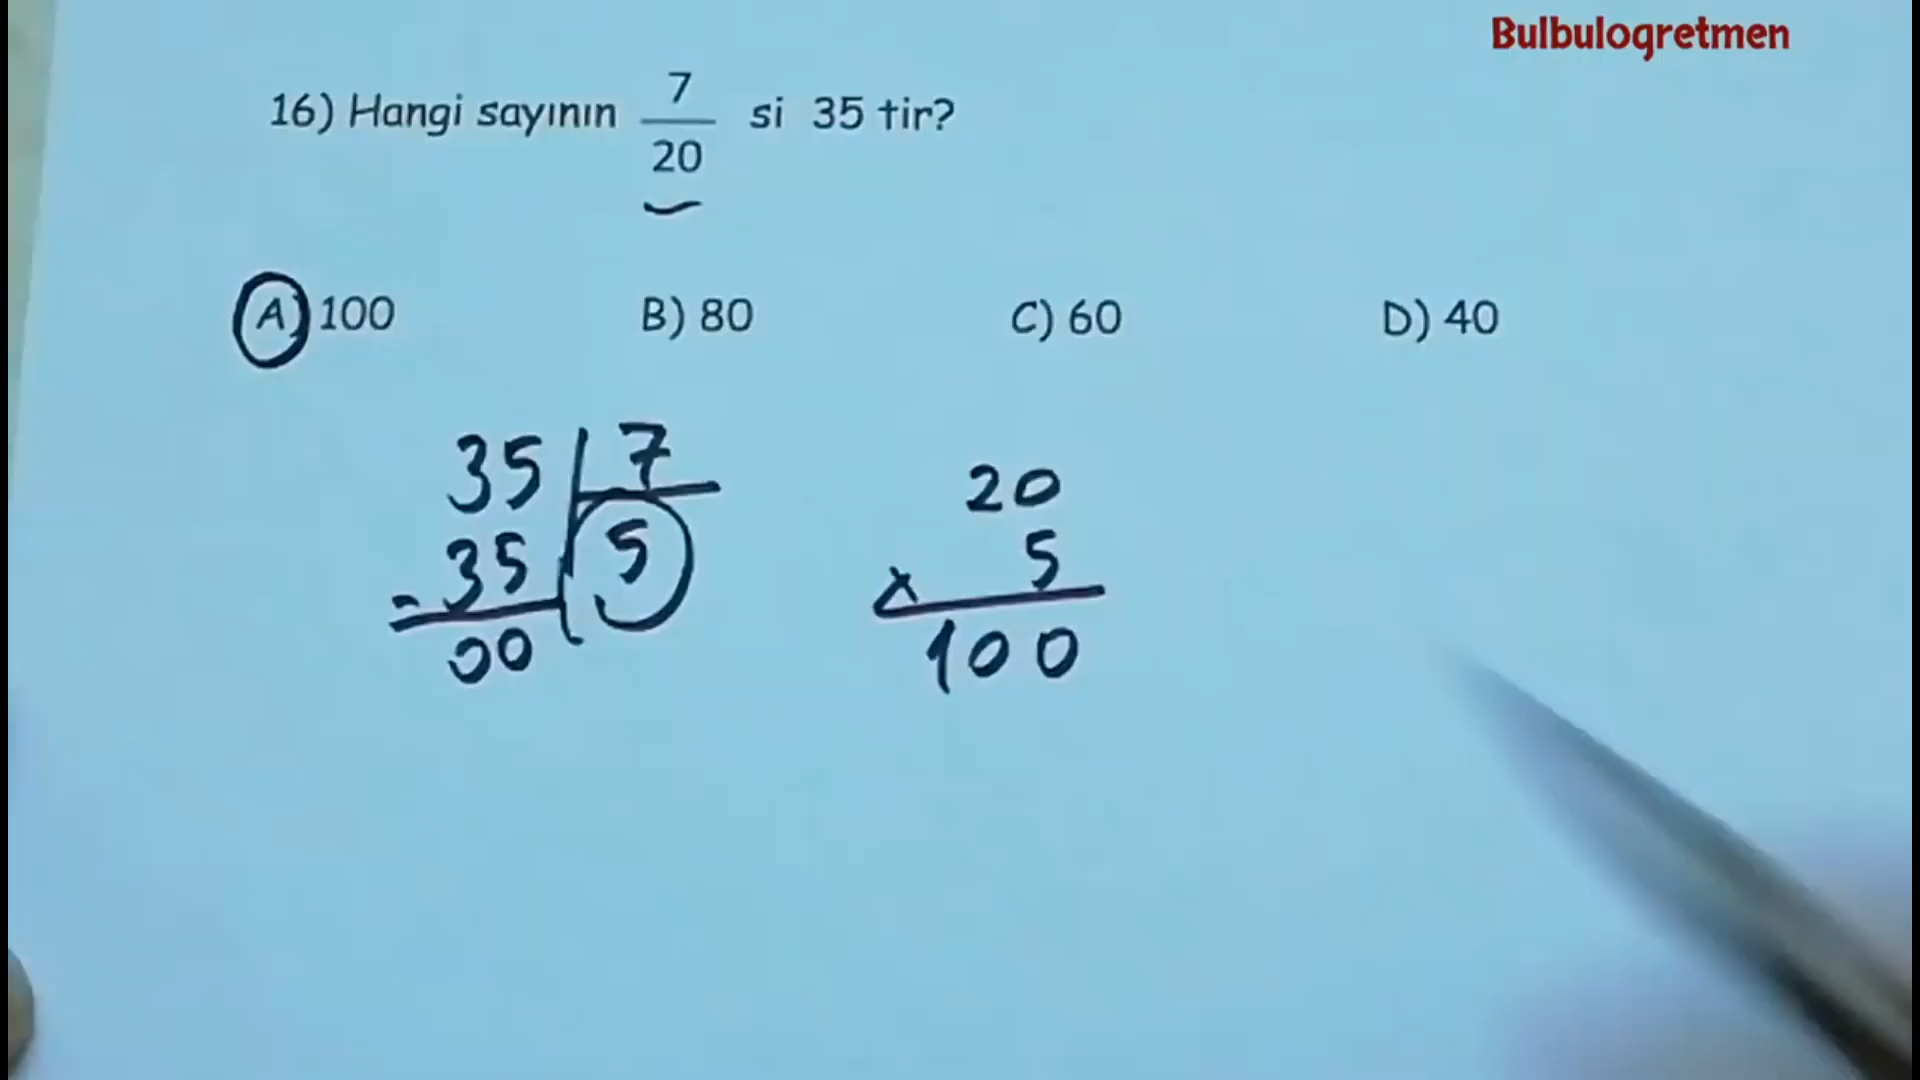 Bulbulogretmen
16) Hangi sayının 7/20 si 35 tir?
A) 100 B) 80 C) 60 D) 40
35 | 7
- 35 5
00
20
x 5
100